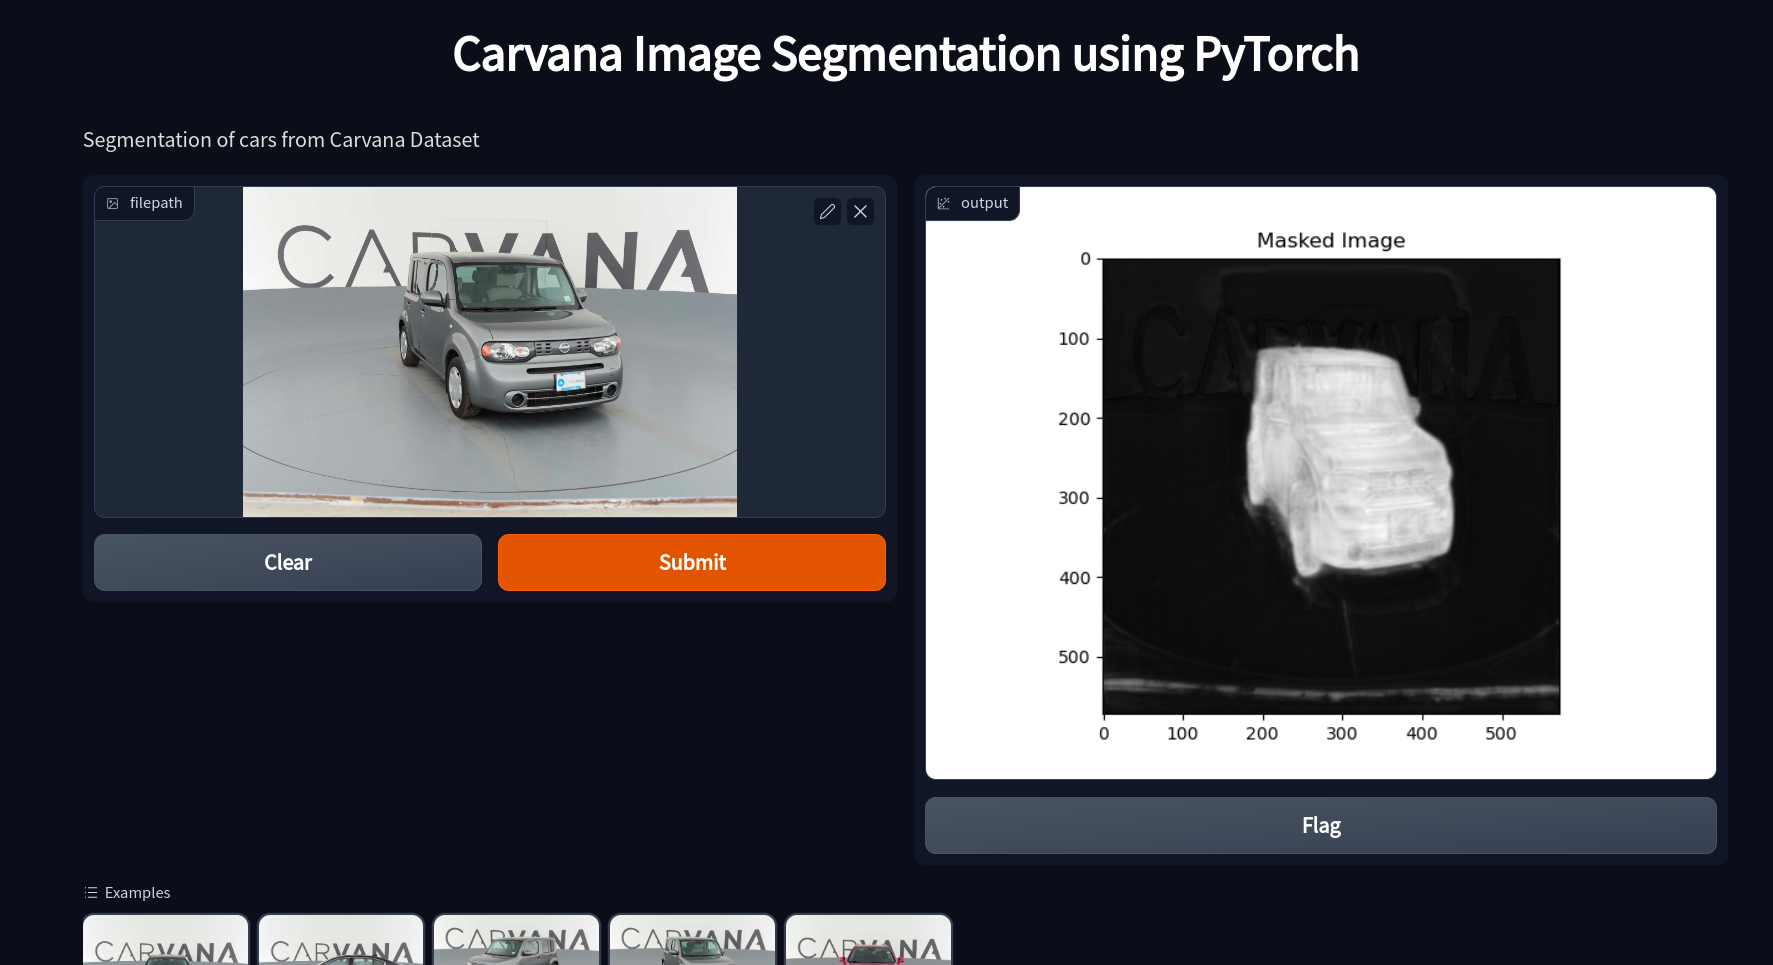 Carvana Image Segmentation using PyTorch
Segmentation of cars from Carvana Dataset
filepath
CARVANA
Clear
Submit
output
Masked Image
0
100
200
300
400
500
0 100 200 300 400 500
CARVANA
Flag
Examples
CARVANA
CARVANA
CARVANA
CARVANA
CARVANA